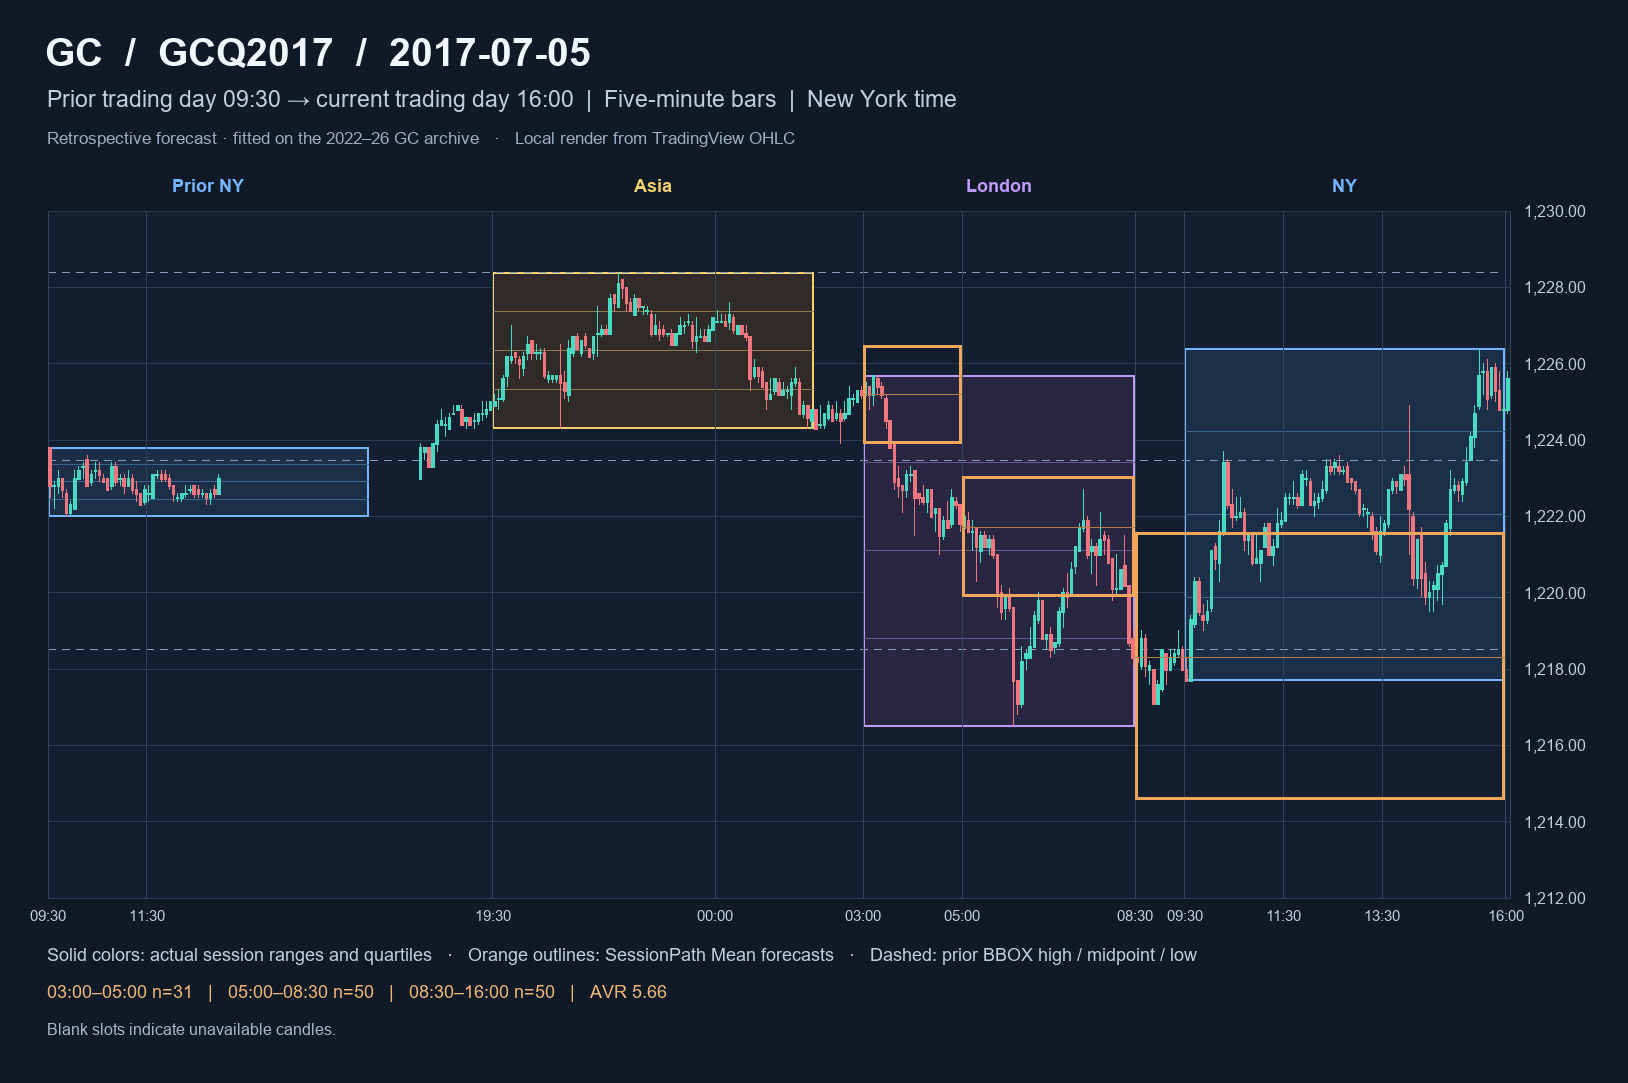 GC / GCQ2017 / 2017-07-05
Prior trading day 09:30 → current trading day 16:00 | Five-minute bars | New York time
Retrospective forecast · fitted on the 2022–26 GC archive · Local render from TradingView OHLC
Prior NY Asia London NY
1,230.00
1,228.00
1,226.00
1,224.00
1,222.00
1,220.00
1,218.00
1,216.00
1,214.00
1,212.00
09:30 11:30 19:30 00:00 03:00 05:00 08:30 09:30 11:30 13:30 16:00
Solid colors: actual session ranges and quartiles · Orange outlines: SessionPath Mean forecasts · Dashed: prior BBOX high / midpoint / low
03:00–05:00 n=31 | 05:00–08:30 n=50 | 08:30–16:00 n=50 | AVR 5.66
Blank slots indicate unavailable candles.